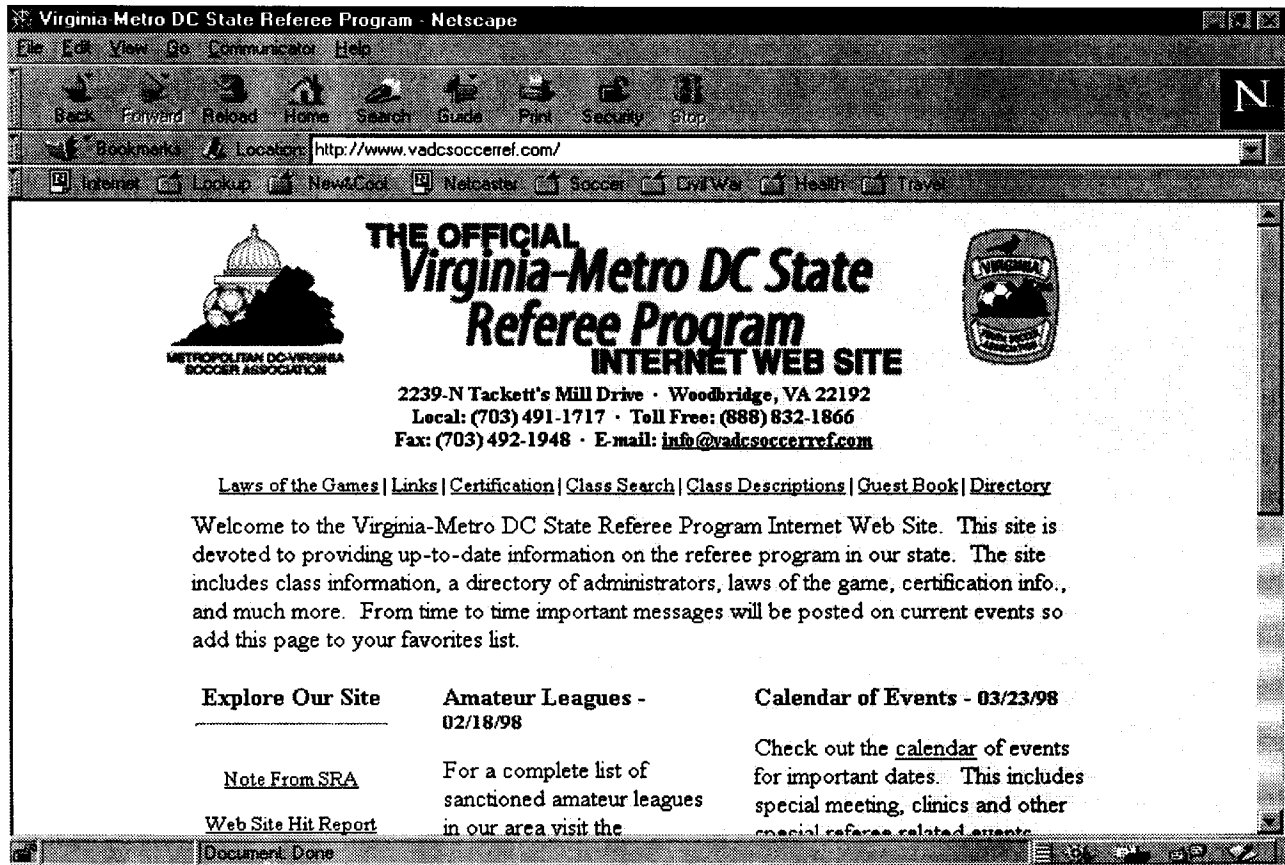 Virginia-Metro DC State Referee Program - Netscape
File Edit View Go Communicator Help
Back Forward Reload Home Search Guide Print Security Stop
N
Bookmarks Location: http://www.vadcsoccerref.com/
Internet Lookup New&Cool Netcaster Soccer Civil War Health Travel
THE OFFICIAL
Virginia-Metro DC State
Referee Program
INTERNET WEB SITE
METROPOLITAN DC-VIRGINIA
SOCCER ASSOCIATION
VIRGINIA
2239-N Tackett's Mill Drive · Woodbridge, VA 22192
Local: (703) 491-1717 · Toll Free: (888) 832-1866
Fax: (703) 492-1948 · E-mail: info@vadcsoccerref.com
Laws of the Games | Links | Certification | Class Search | Class Descriptions | Guest Book | Directory
Welcome to the Virginia-Metro DC State Referee Program Internet Web Site. This site is
devoted to providing up-to-date information on the referee program in our state. The site
includes class information, a directory of administrators, laws of the game, certification info.,
and much more. From time to time important messages will be posted on current events so
add this page to your favorites list.
Explore Our Site
Note From SRA
Web Site Hit Report
Amateur Leagues -
02/18/98
For a complete list of
sanctioned amateur leagues
in our area visit the
Calendar of Events - 03/23/98
Check out the calendar of events
for important dates. This includes
special meeting, clinics and other
special referee related events
Document: Done